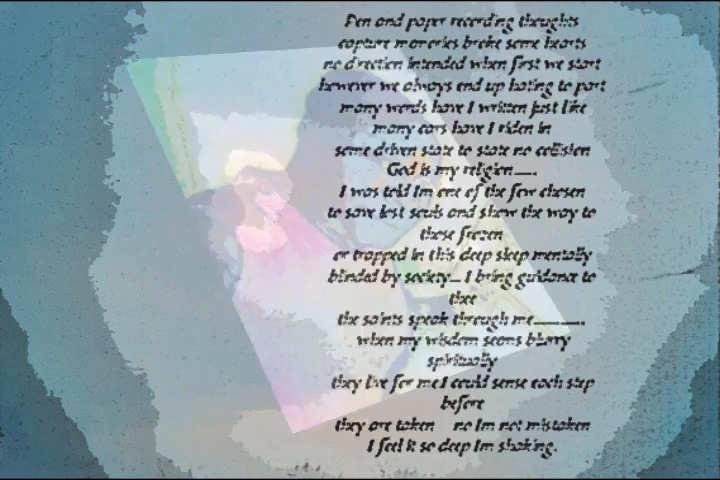 Pen and paper recording thoughts
capture memories broke some hearts
no direction intended when first we start
however we always end up hating to part
many words have I written just like
many cars have I riden in
some driven state to state no collision
God is my religion.......
I was told Im one of the few chosen
to save lost souls and show the way to
those frozen
or trapped in this deep sleep mentally
blinded by society... I bring guidance to
thee
the saints speak through me............
when my wisdom seems blurry
spiritually
they live for me.I could sense each step
before
they are taken no Im not mistaken
I feel it so deep Im shaking.